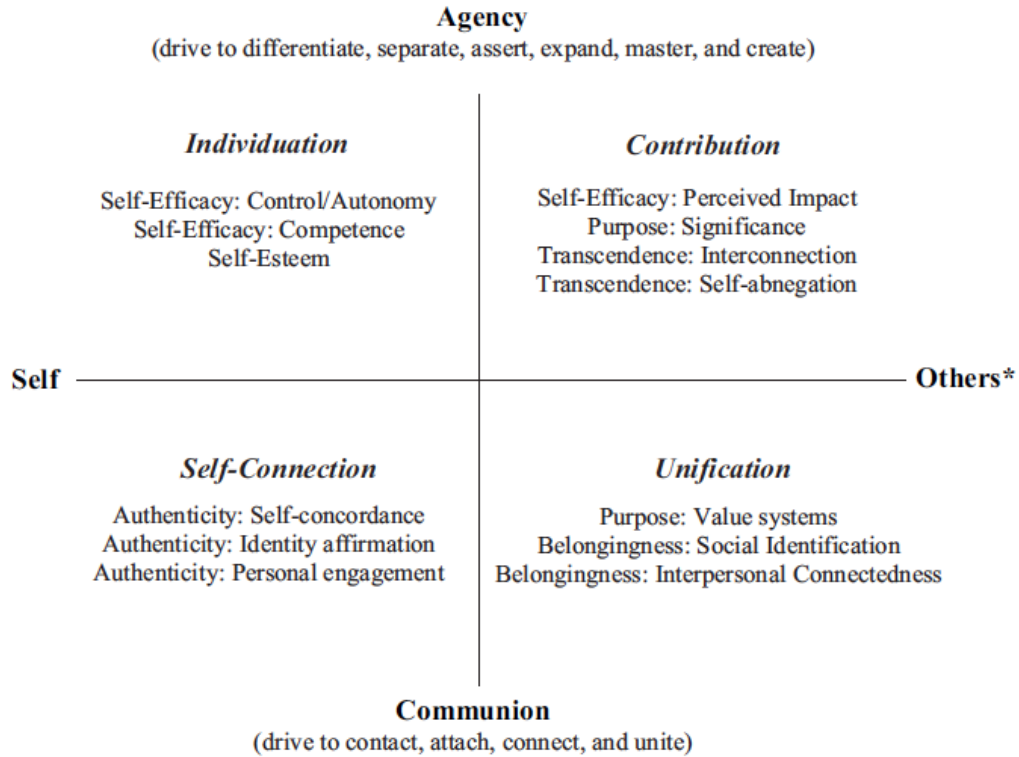 Agency
(drive to differentiate, separate, assert, expand, master, and create)
Individuation
Self-Efficacy: Control/Autonomy
Self-Efficacy: Competence
Self-Esteem
Contribution
Self-Efficacy: Perceived Impact
Purpose: Significance
Transcendence: Interconnection
Transcendence: Self-abnegation
Self
Others*
Self-Connection
Authenticity: Self-concordance
Authenticity: Identity affirmation
Authenticity: Personal engagement
Unification
Purpose: Value systems
Belongingness: Social Identification
Belongingness: Interpersonal Connectedness
Communion
(drive to contact, attach, connect, and unite)